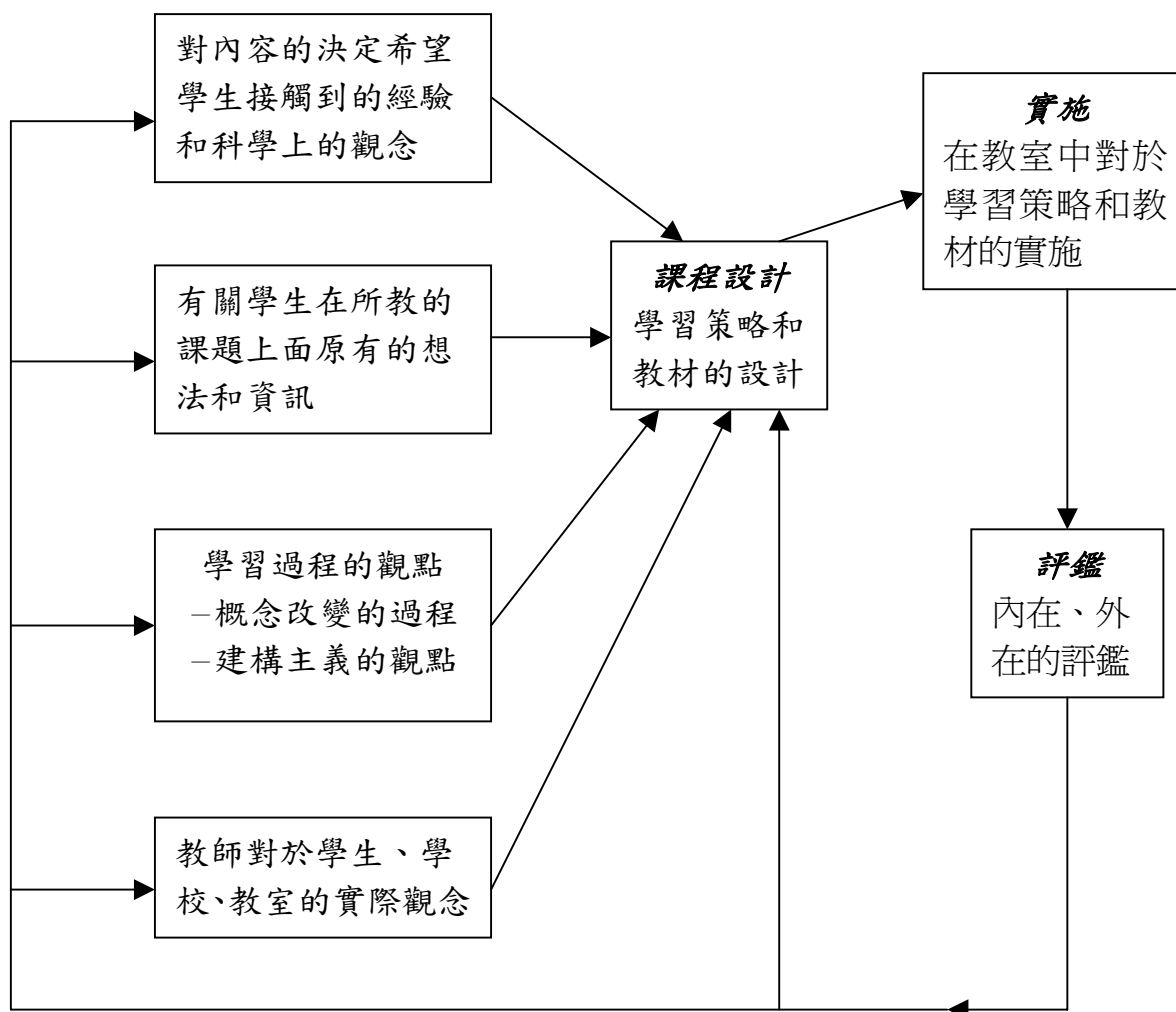 對內容的決定希望
學生接觸到的經驗
和科學上的觀念
有關學生在所教的
課題上面原有的想
法和資訊
學習過程的觀點
–概念改變的過程
–建構主義的觀點
教師對於學生、學
校、教室的實際觀念
課程設計
學習策略和
教材的設計
實施
在教室中對於
學習策略和教
材的實施
評鑑
內在、外
在的評鑑